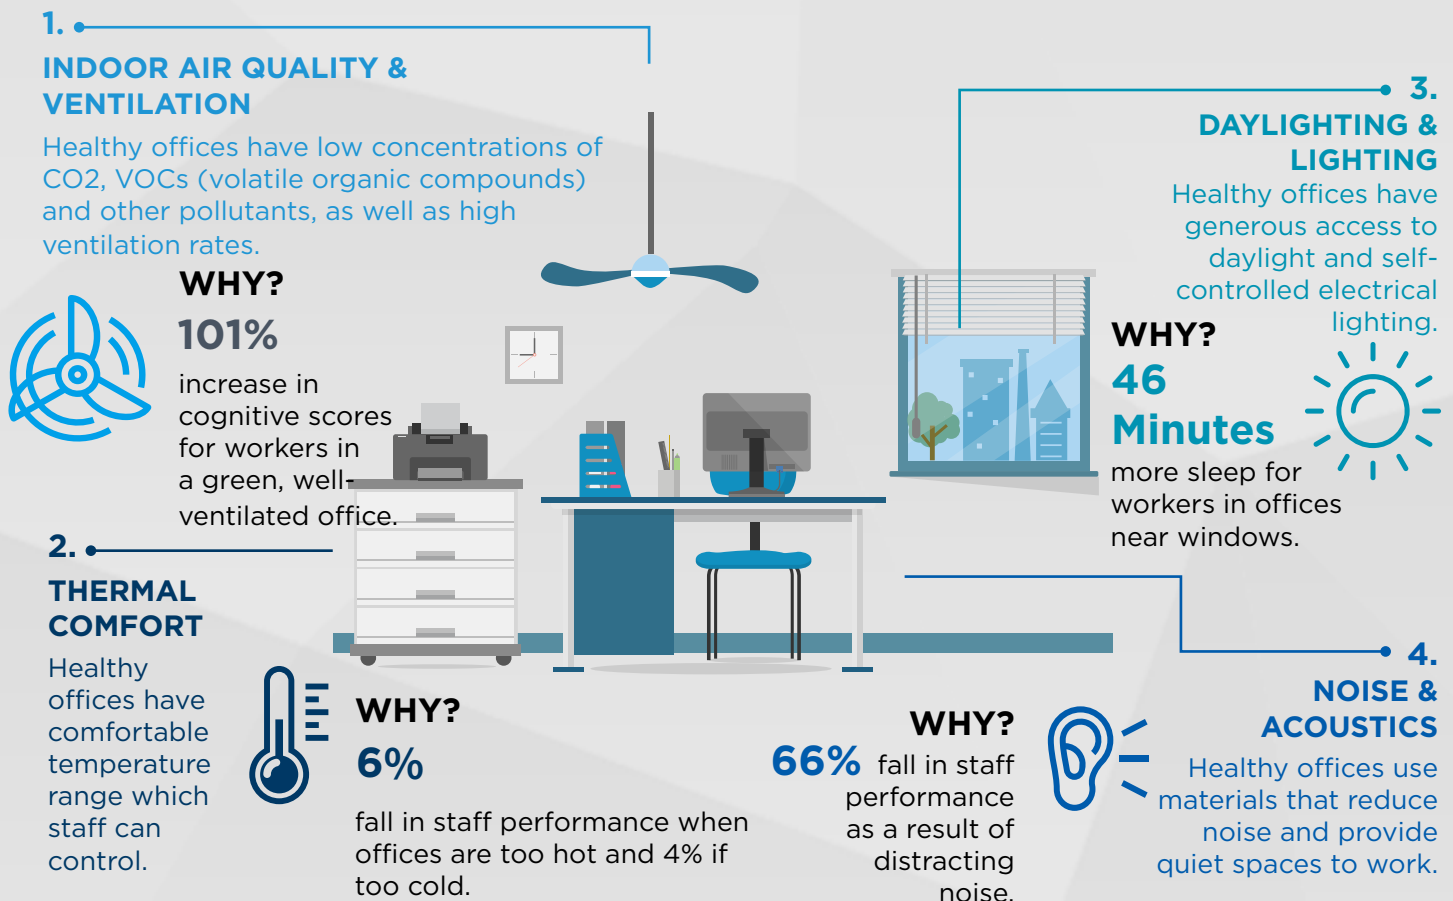 1.
INDOOR AIR QUALITY &
VENTILATION
Healthy offices have low concentrations of
CO2, VOCs (volatile organic compounds)
and other pollutants, as well as high
ventilation rates.
WHY?
101%
increase in
cognitive scores
for workers in
a green, well-
ventilated office.
2.
THERMAL
COMFORT
Healthy
offices have
comfortable
temperature
range which
staff can
control.
WHY?
6%
fall in staff performance when
offices are too hot and 4% if
too cold.
3.
DAYLIGHTING &
LIGHTING
Healthy offices have
generous access to
daylight and self-
controlled electrical
lighting.
WHY?
46
Minutes
more sleep for
workers in offices
near windows.
4.
NOISE &
ACOUSTICS
Healthy offices use
materials that reduce
noise and provide
quiet spaces to work.
WHY?
66% fall in staff
performance
as a result of
distracting
noise.